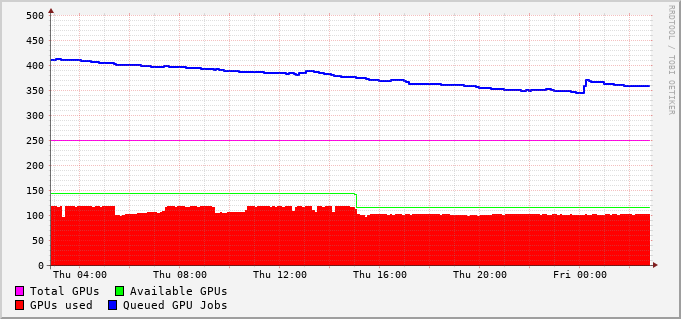 500
450
400
350
300
250
200
150
100
50
0
Thu 04:00 Thu 08:00 Thu 12:00 Thu 16:00 Thu 20:00 Fri 00:00
Total GPUs Available GPUs
GPUs used Queued GPU Jobs
RRDTOOL / TOBI OETIKER